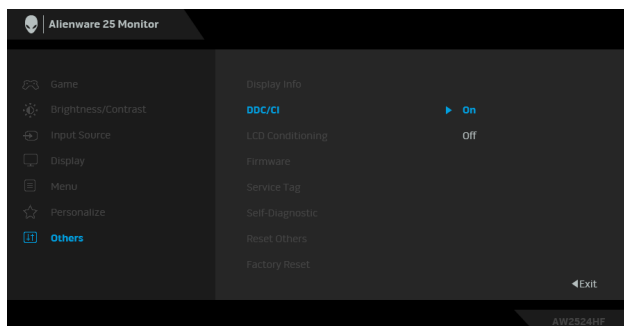 Alienware 25 Monitor
Game
Display Info
Brightness/Contrast
DDC/CI
On
Input Source
LCD Conditioning
Off
Display
Firmware
Menu
Service Tag
Personalize
Self-Diagnostic
Others
Reset Others
Factory Reset
Exit
AW2524HF